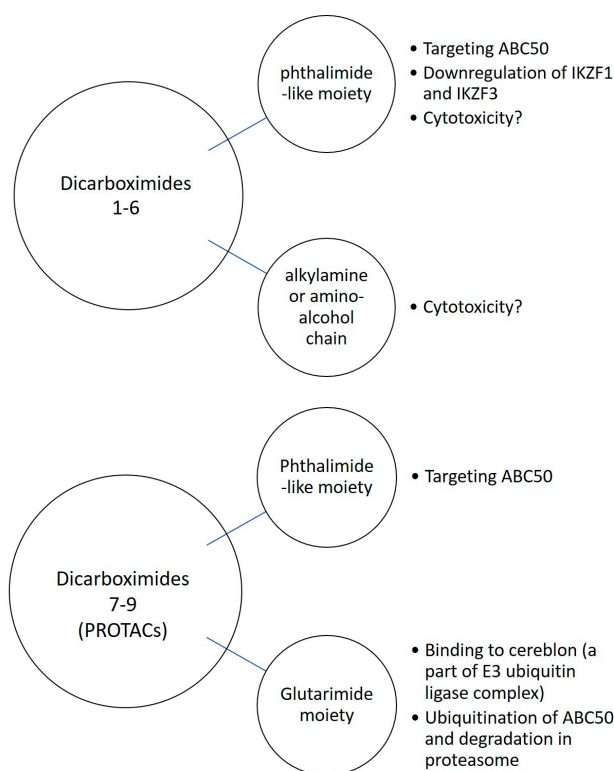 phthalimide
-like moiety
• Targeting ABC50
• Downregulation of IKZF1
and IKZF3
• Cytotoxicity?
Dicarboximides
1-6
alkylamine
or amino-
alcohol
chain
• Cytotoxicity?
Phthalimide
-like moiety
• Targeting ABC50
Dicarboximides
7-9
(PROTACs)
Glutarimide
moiety
• Binding to cereblon (a
part of E3 ubiquitin
ligase complex)
• Ubiquitination of ABC50
and degradation in
proteasome